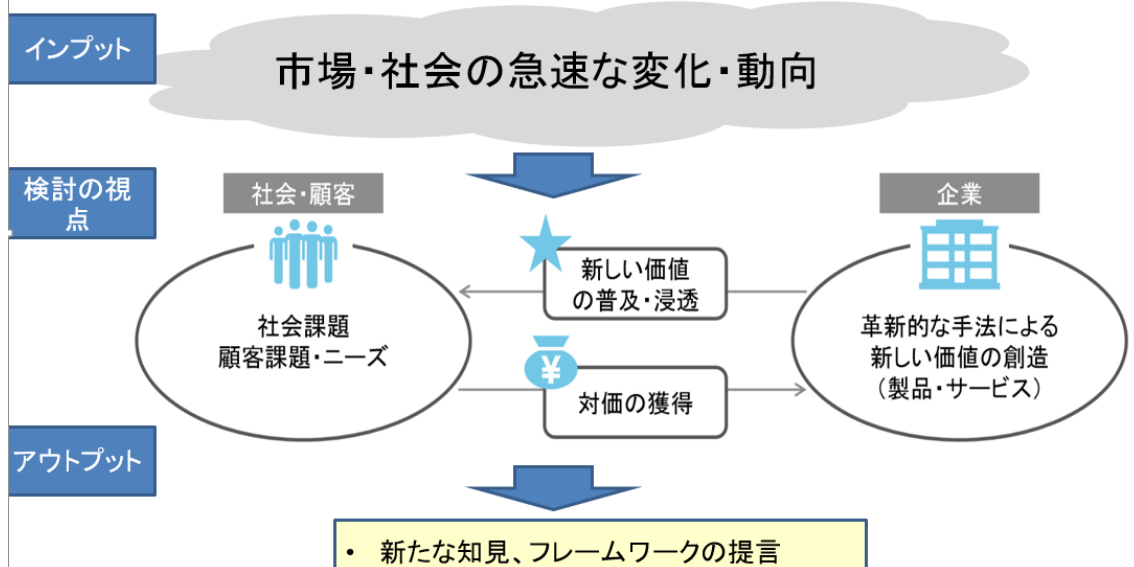 インプット
市場・社会の急速な変化・動向
検討の視
点
社会・顧客
企業
新しい価値
の普及・浸透
社会課題
顧客課題・ニーズ
革新的な手法による
新しい価値の創造
（製品・サービス）
¥
対価の獲得
アウトプット
• 新たな知見、フレームワークの提言